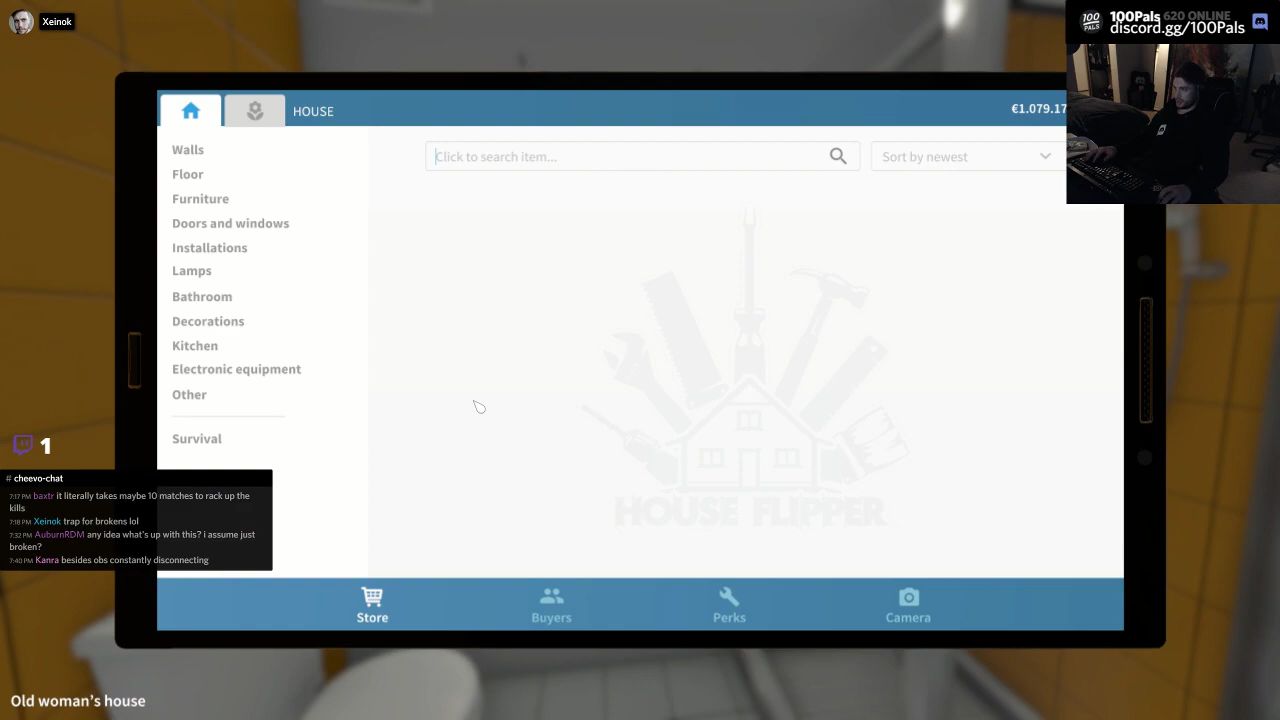 Xeinok
100 PALS
100Pals 620 ONLINE
discord.gg/100Pals
HOUSE
€1.079.17
Walls
Floor
Furniture
Doors and windows
Installations
Lamps
Bathroom
Decorations
Kitchen
Electronic equipment
Other
Survival
Click to search item...
Sort by newest
HOUSE FLIPPER
1
# cheevo-chat
7:17 PM baxtr it literally takes maybe 10 matches to rack up the
kills
7:18 PM Xeinok trap for brokens lol
7:32 PM AuburnRDM any idea what's up with this? i assume just
broken?
7:40 PM Kanra besides obs constantly disconnecting
Store
Buyers
Perks
Camera
Old woman's house